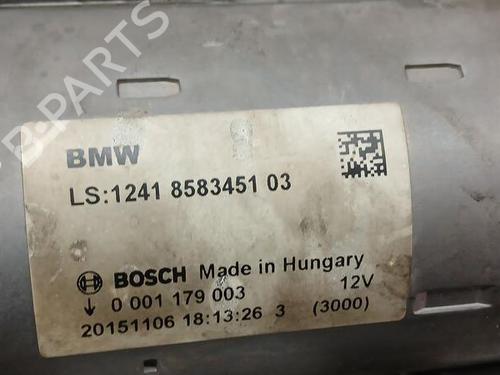 BMW
LS:1241 8583451 03
BOSCH Made in Hungary
0 001 179 003 12V
20151106 18:13:26 3 (3000)
B-PARTS